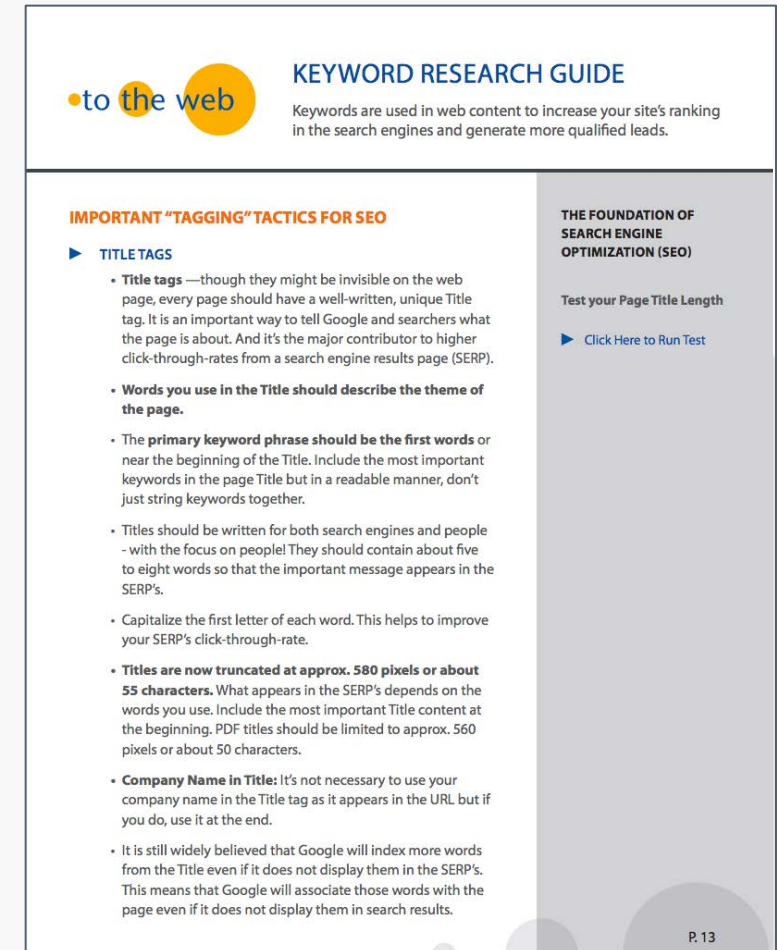 to the web
KEYWORD RESEARCH GUIDE
Keywords are used in web content to increase your site's ranking
in the search engines and generate more qualified leads.
IMPORTANT "TAGGING" TACTICS FOR SEO
► TITLE TAGS
• Title tags —though they might be invisible on the web
page, every page should have a well-written, unique Title
tag. It is an important way to tell Google and searchers what
the page is about. And it's the major contributor to higher
click-through-rates from a search engine results page (SERP).
• Words you use in the Title should describe the theme of
the page.
• The primary keyword phrase should be the first words or
near the beginning of the Title. Include the most important
keywords in the page Title but in a readable manner, don't
just string keywords together.
• Titles should be written for both search engines and people
- with the focus on people! They should contain about five
to eight words so that the important message appears in the
SERP's.
• Capitalize the first letter of each word. This helps to improve
your SERP's click-through-rate.
• Titles are now truncated at approx. 580 pixels or about
55 characters. What appears in the SERP's depends on the
words you use. Include the most important Title content at
the beginning. PDF titles should be limited to approx. 560
pixels or about 50 characters.
• Company Name in Title: It's not necessary to use your
company name in the Title tag as it appears in the URL but if
you do, use it at the end.
• It is still widely believed that Google will index more words
from the Title even if it does not display them in the SERP's.
This means that Google will associate those words with the
page even if it does not display them in search results.
THE FOUNDATION OF
SEARCH ENGINE
OPTIMIZATION (SEO)
Test your Page Title Length
► Click Here to Run Test
P. 13